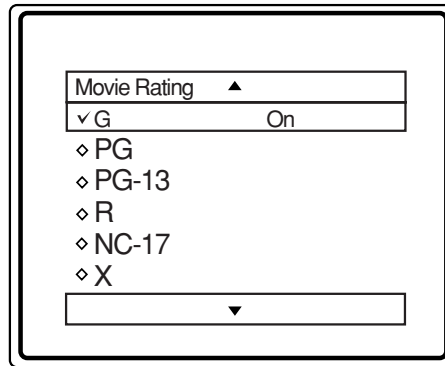 Movie Rating
G On
PG
PG-13
R
NC-17
X